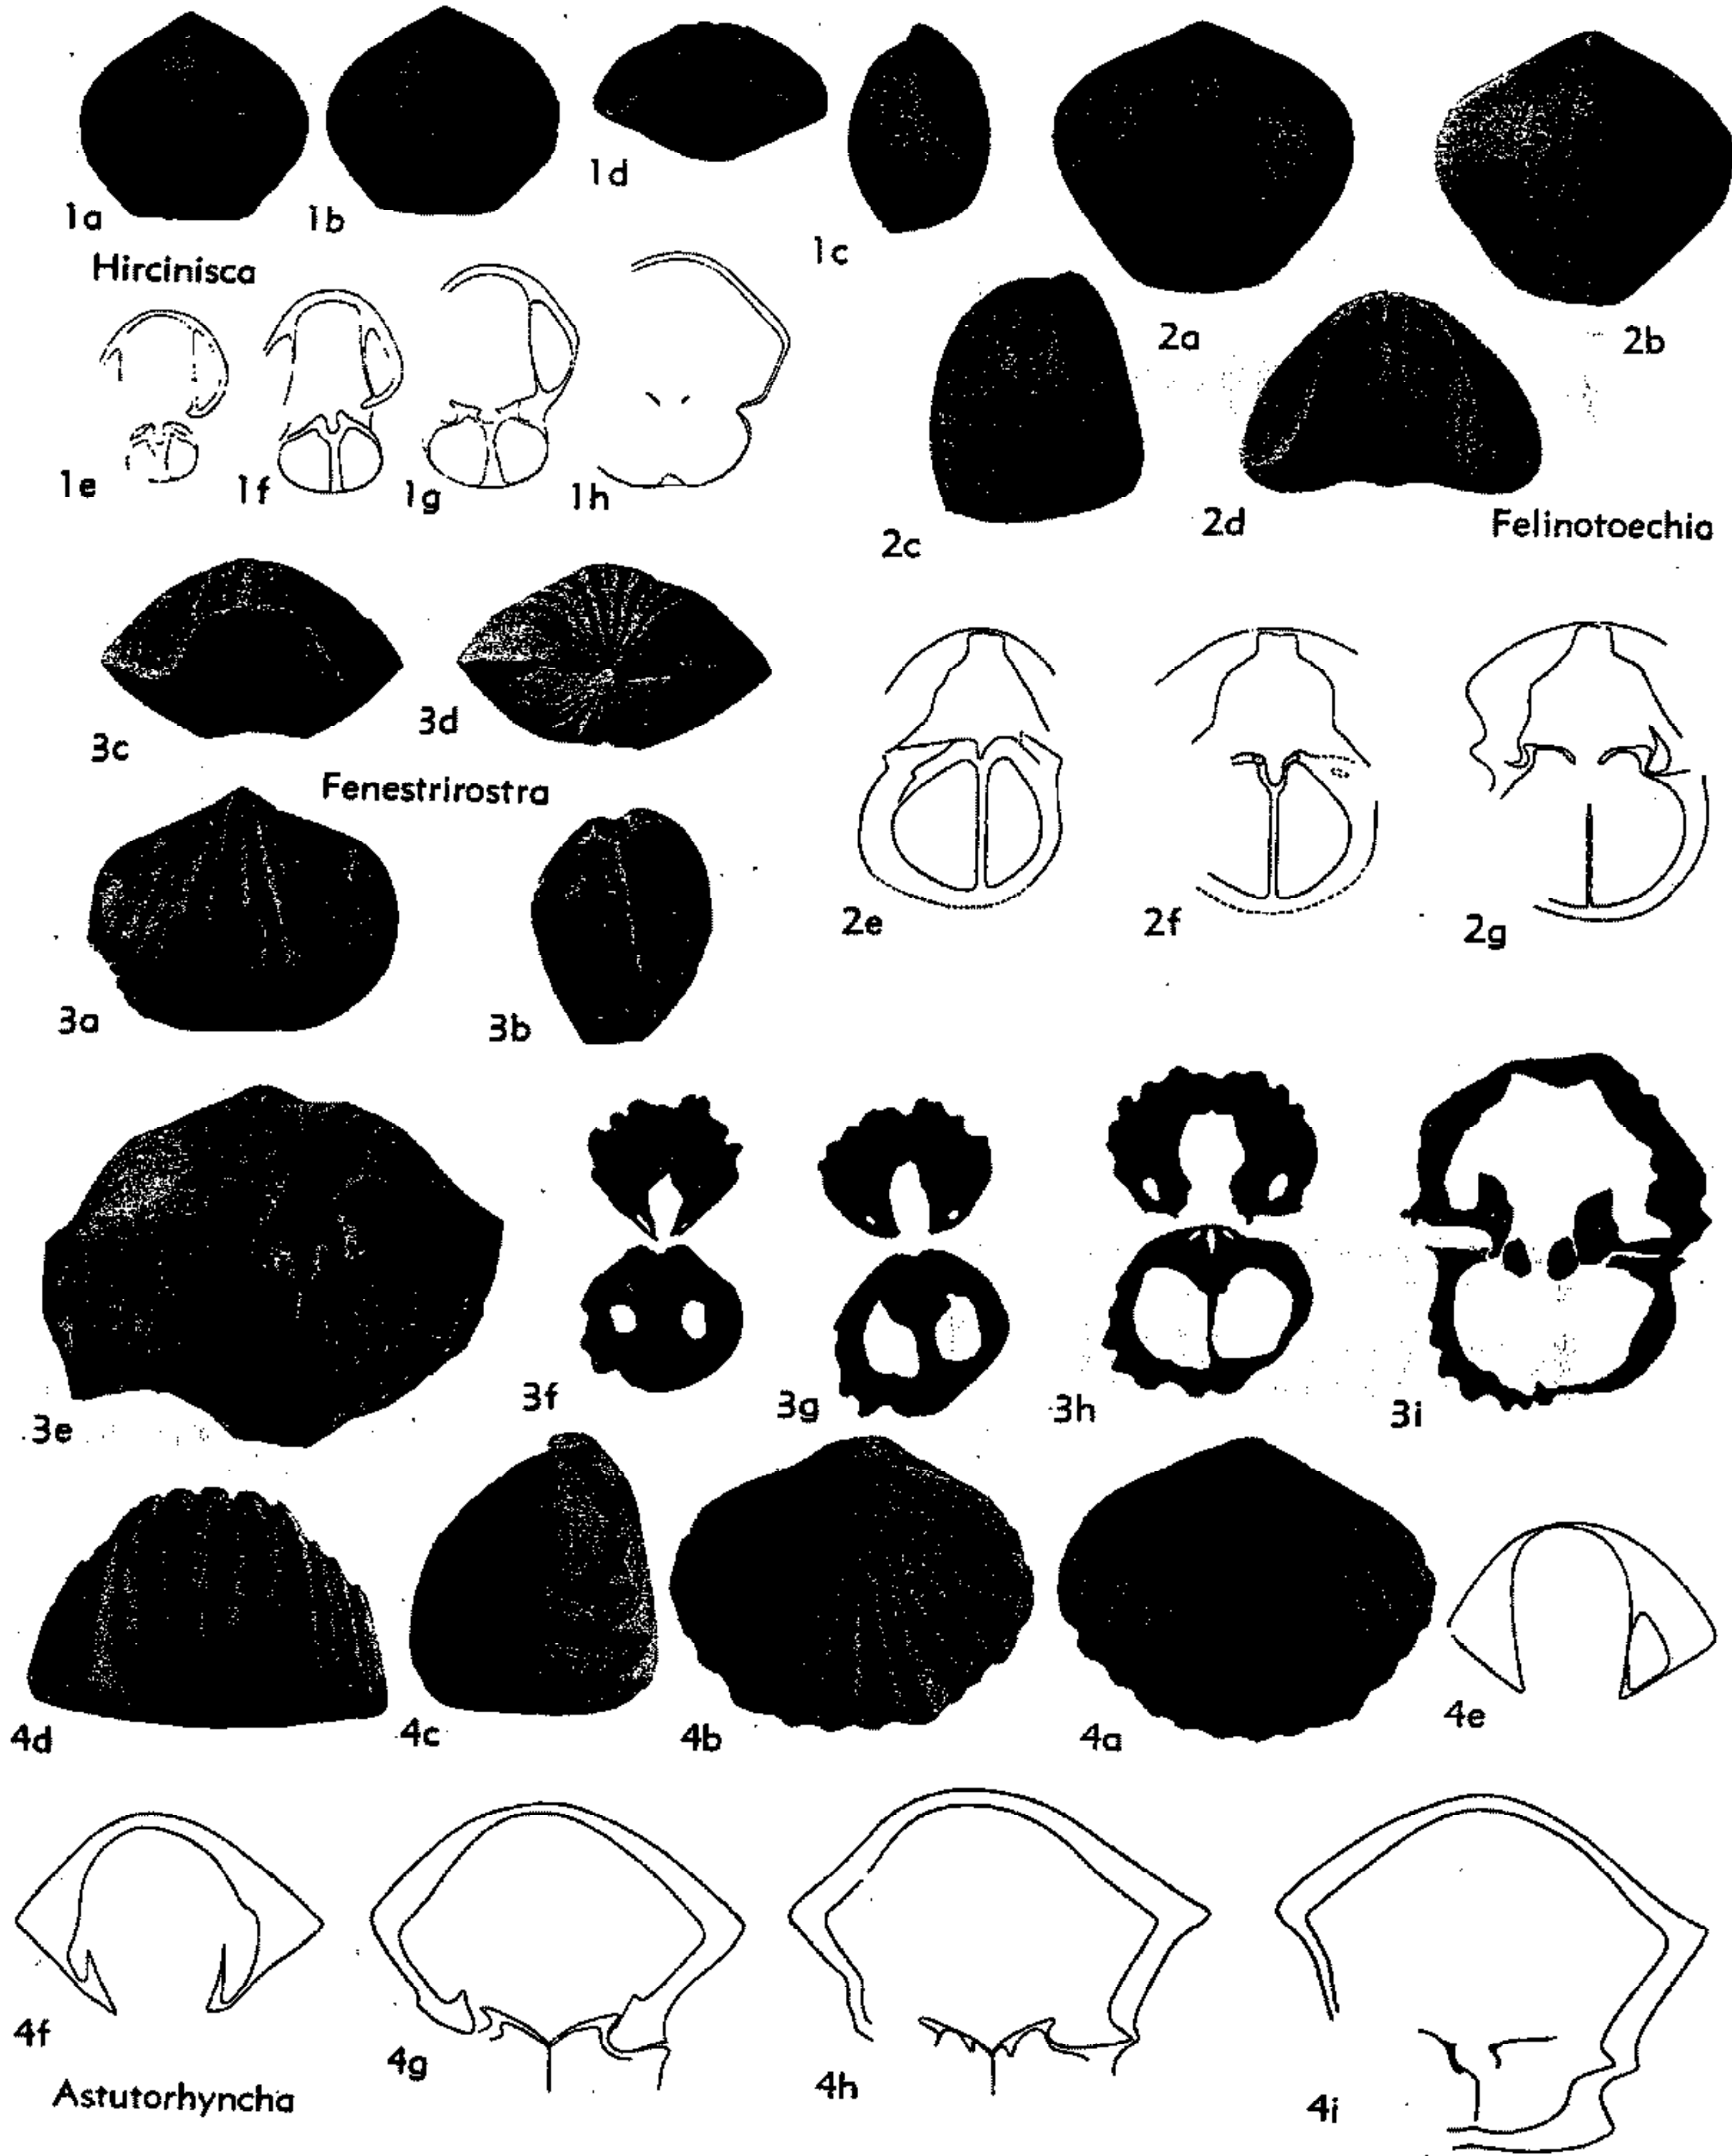 1a
1b
1d
1c
Hircinisca
2a
2b
1e
1f
1g
1h
2c
2d
Felinotoechia
3c
3d
Fenestrirostra
2e
2f
2g
3a
3b
3e
3f
3g
3h
3i
4d
4c
4b
4a
4e
4f
4g
4h
4i
Astutorhyncha